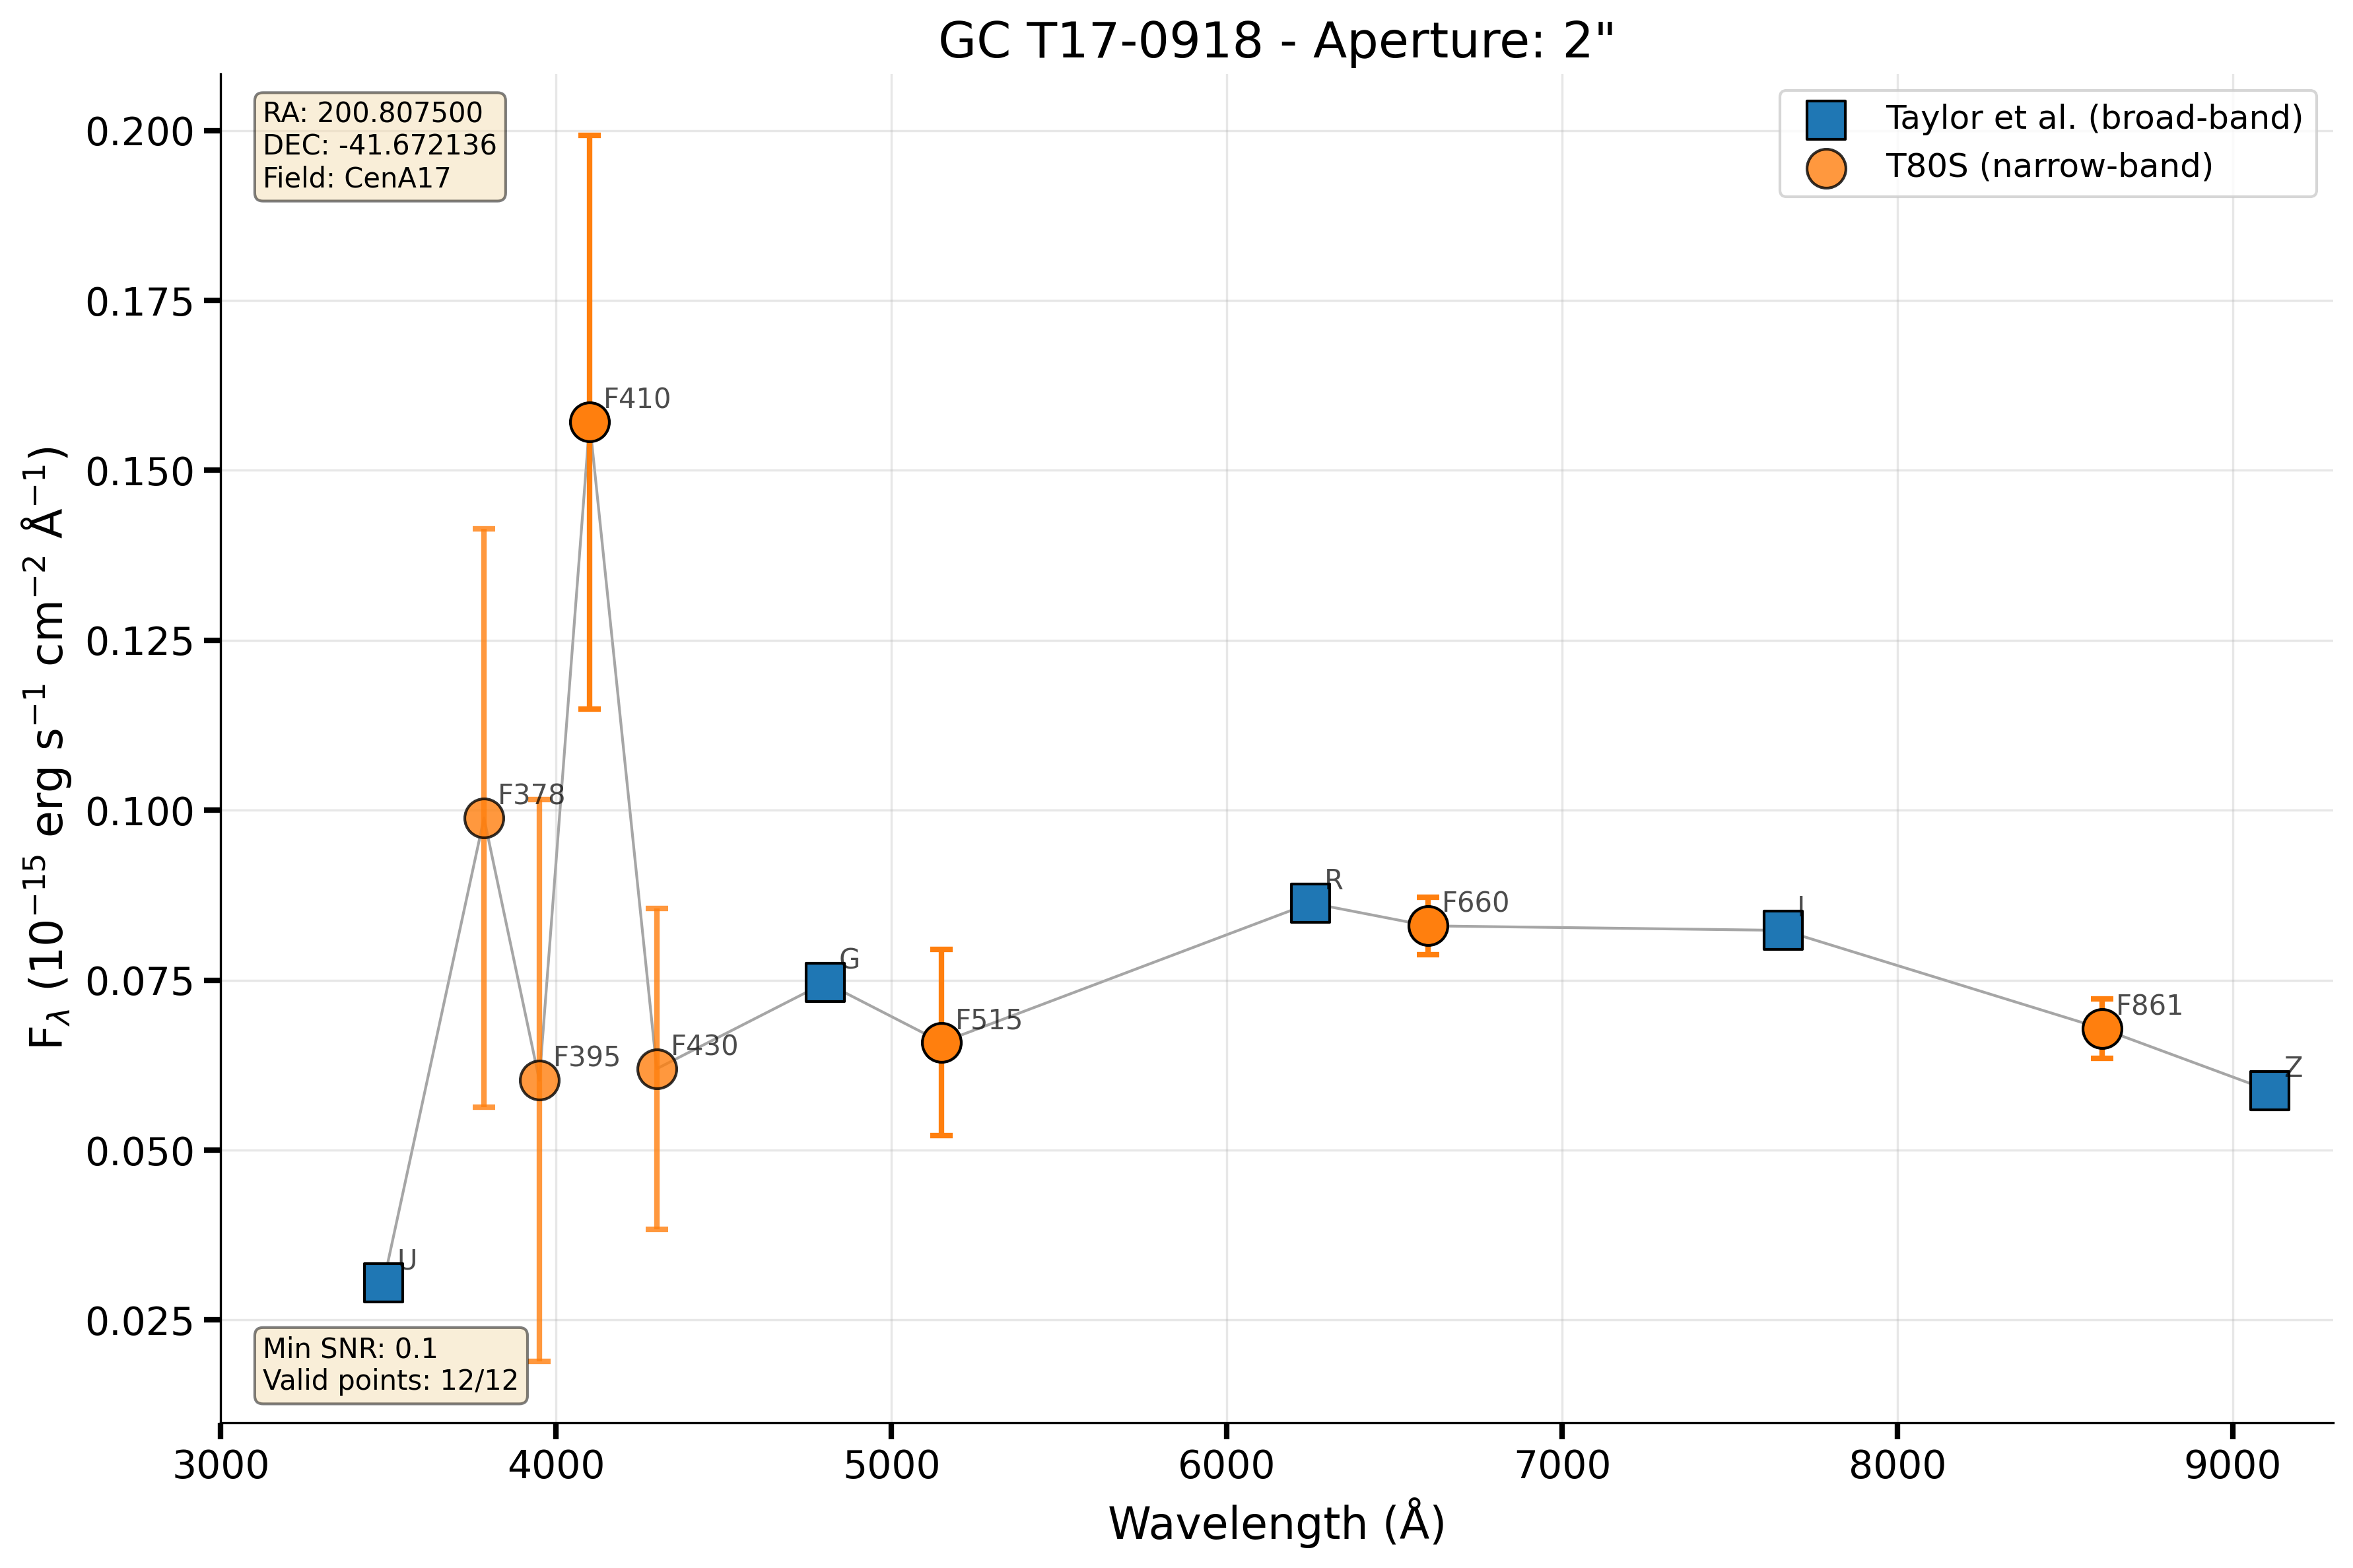 GC T17-0918 - Aperture: 2"
RA: 200.807500
DEC: -41.672136
Field: CenA17
Taylor et al. (broad-band)
T80S (narrow-band)
F_λ (10⁻¹⁵ erg s⁻¹ cm⁻² Å⁻¹)
0.200
0.175
0.150
0.125
0.100
0.075
0.050
0.025
U
F378
F395
F410
F430
G
F515
R
F660
I
F861
Z
Min SNR: 0.1
Valid points: 12/12
3000 4000 5000 6000 7000 8000 9000
Wavelength (Å)